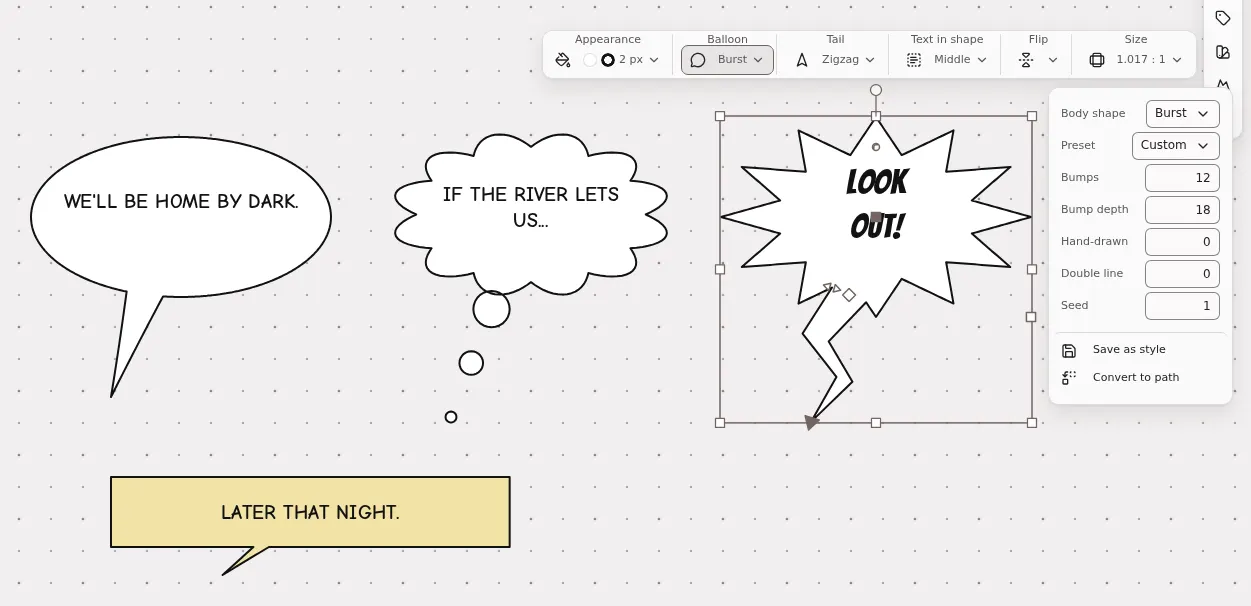 Appearance
Balloon
Tail
Text in shape
Flip
Size
2 px
Burst
Zigzag
Middle
1.017 : 1
Body shape
Burst
Preset
Custom
Bumps
12
Bump depth
18
Hand-drawn
0
Double line
0
Seed
1
Save as style
Convert to path
WE'LL BE HOME BY DARK.
IF THE RIVER LETS
US...
LOOK
OUT!
LATER THAT NIGHT.